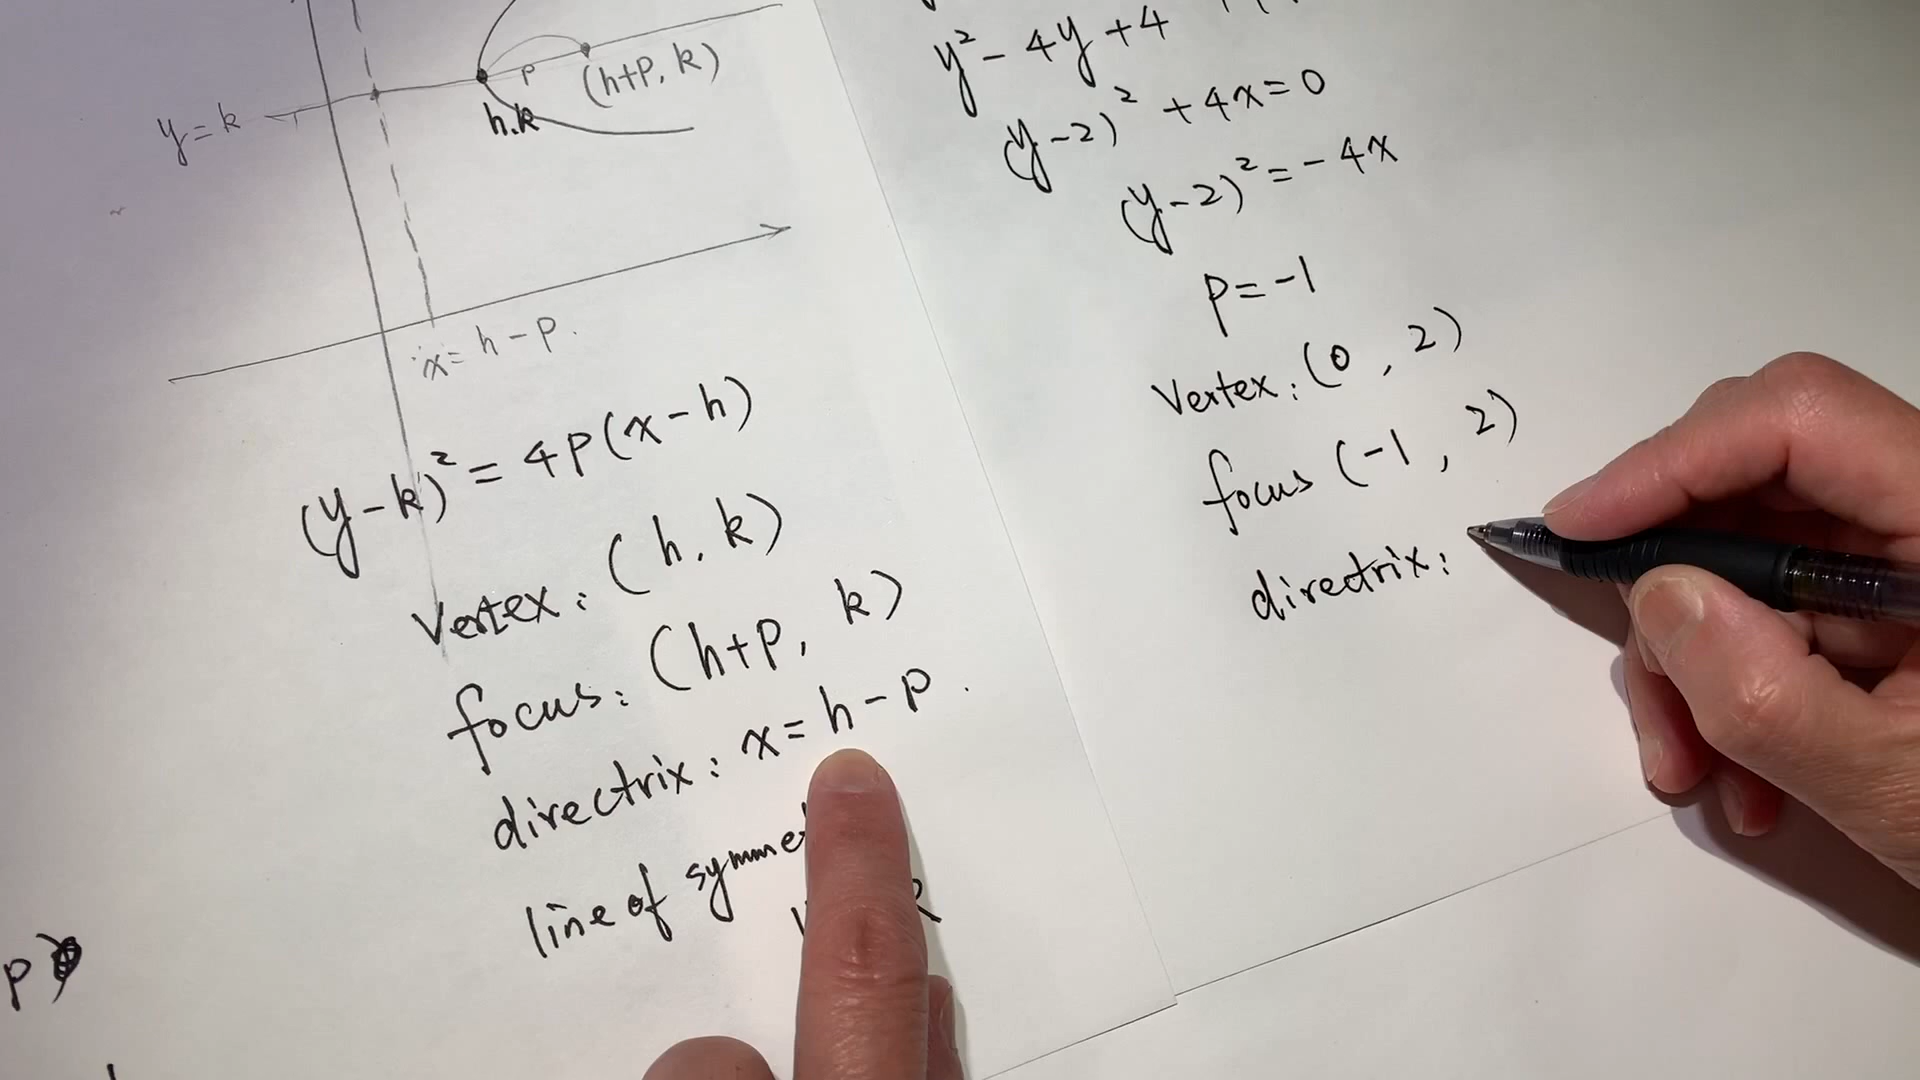 p
(h+p, k)
h.k
y=k
x=h-p.
(y-k)²=4p(x-h)
Vertex: (h, k)
focus: (h+p, k)
directrix: x=h-p.
line of
p
y²-4y+4
(y-2)²+4x=0
(y-2)²=-4x
p=-1
Vertex: (0, 2)
focus (-1, 2)
directrix: